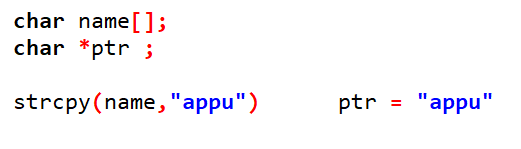 char name[];
char *ptr ;
strcpy(name,"appu") ptr = "appu"